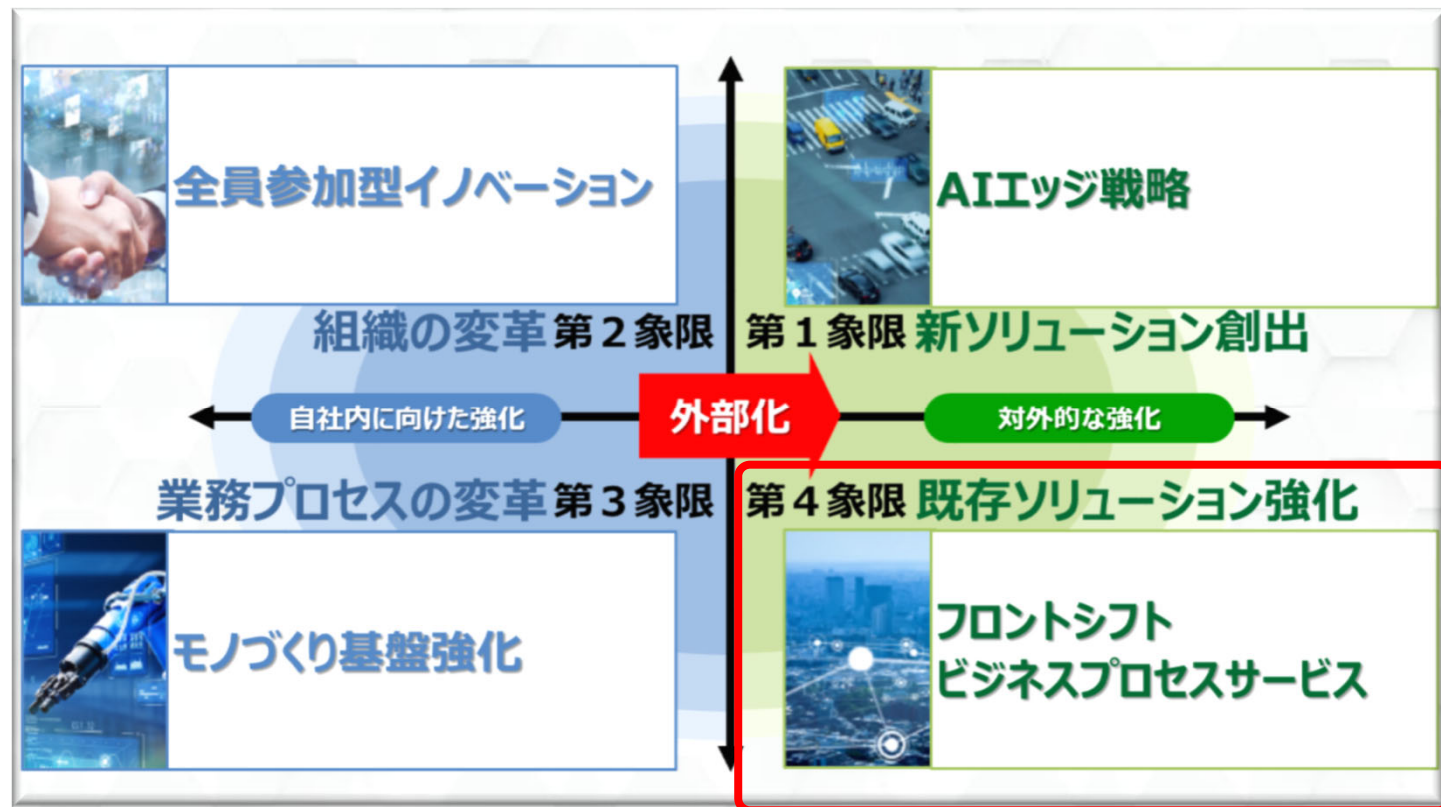 全員参加型イノベーション
AIエッジ戦略
組織の変革 第2象限
第1象限 新ソリューション創出
自社内に向けた強化
外部化
対外的な強化
業務プロセスの変革 第3象限
第4象限 既存ソリューション強化
モノづくり基盤強化
フロントシフト
ビジネスプロセスサービス